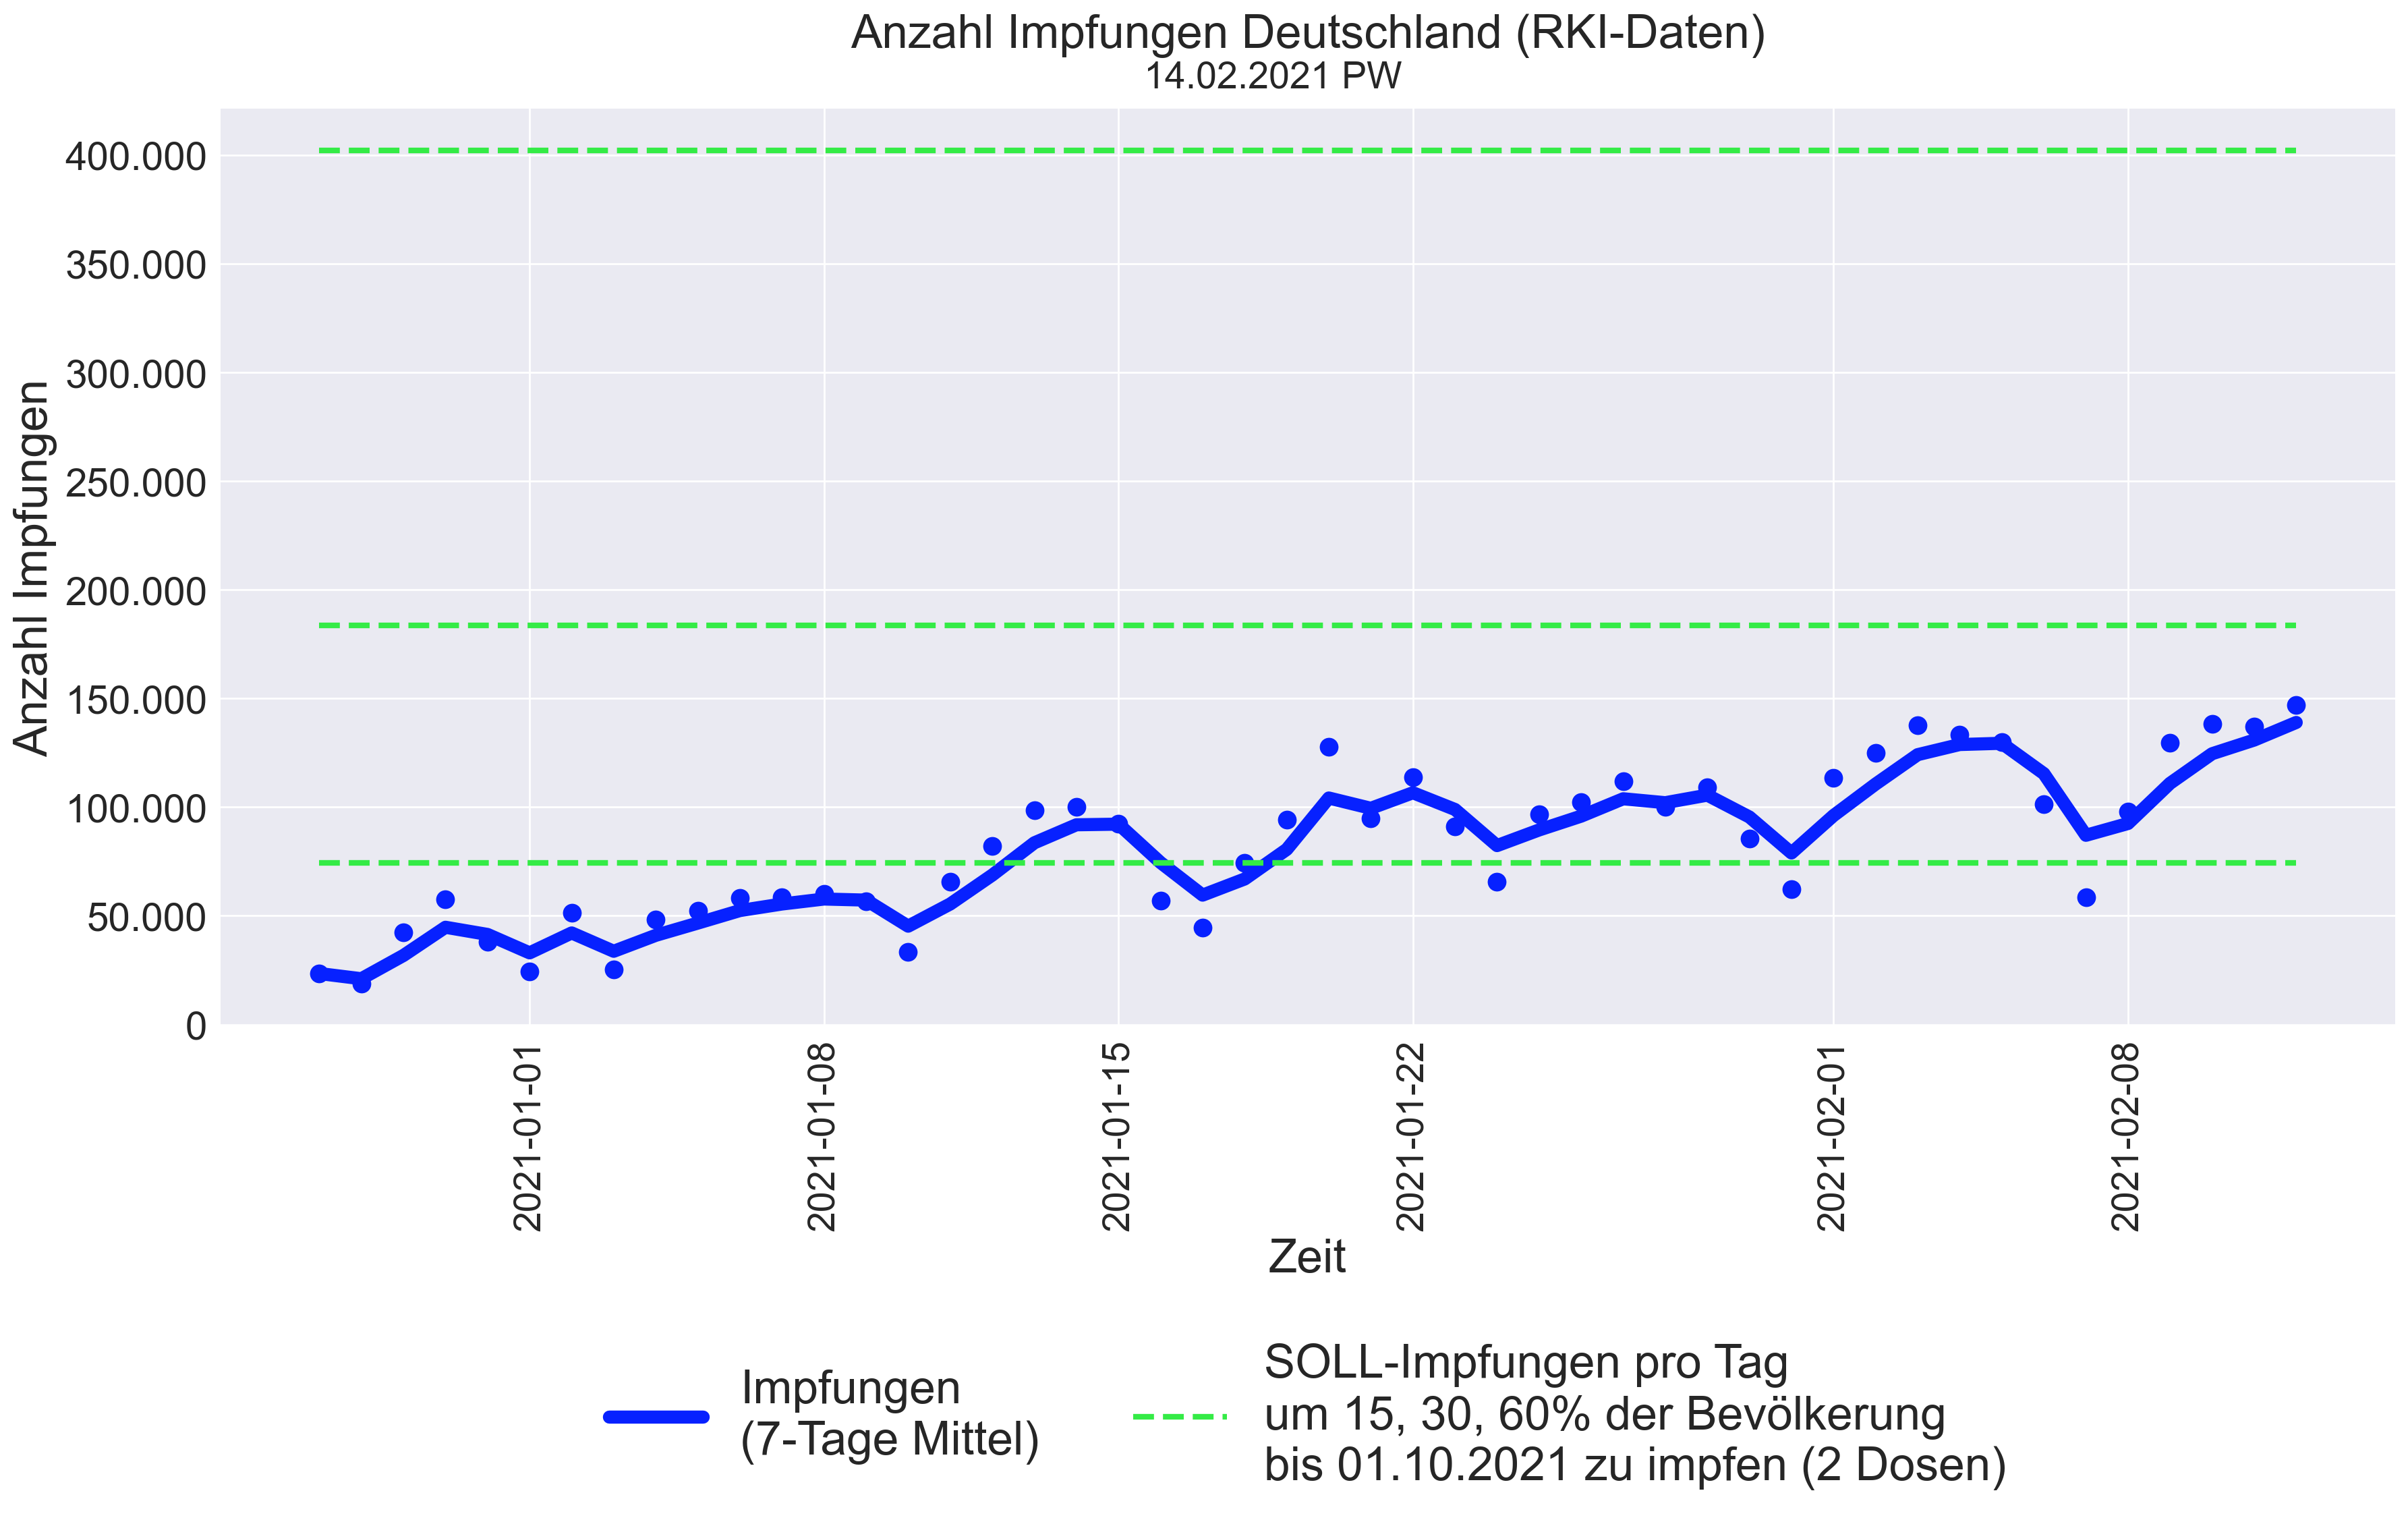 Anzahl Impfungen Deutschland (RKI-Daten)
14.02.2021 PW
Anzahl Impfungen
400.000
350.000
300.000
250.000
200.000
150.000
100.000
50.000
0
2021-01-01
2021-01-08
2021-01-15
2021-01-22
2021-02-01
2021-02-08
Zeit
Impfungen
(7-Tage Mittel)
SOLL-Impfungen pro Tag
um 15, 30, 60% der Bevölkerung
bis 01.10.2021 zu impfen (2 Dosen)